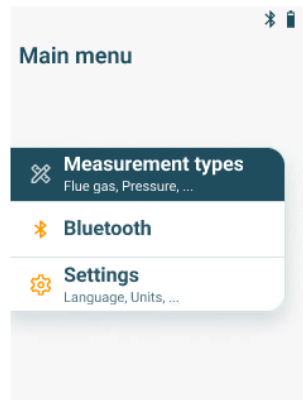 Main menu
Measurement types
Flue gas, Pressure, ...
Bluetooth
Settings
Language, Units, ...